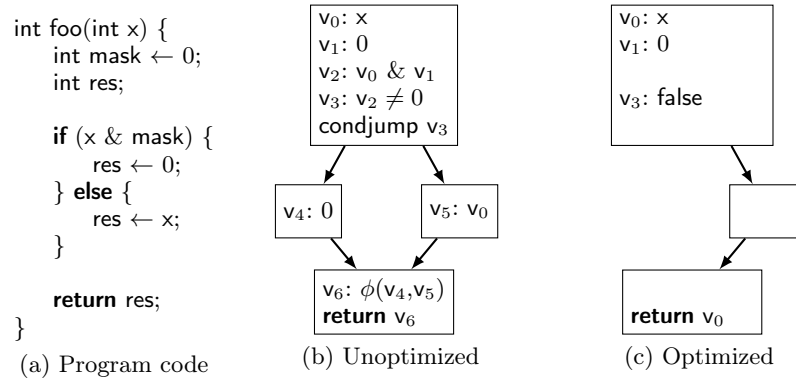 int foo(int x) {
int mask ← 0;
int res;
if (x & mask) {
res ← 0;
} else {
res ← x;
}
return res;
}
(a) Program code
v₀: x
v₁: 0
v₂: v₀ & v₁
v₃: v₂ ≠ 0
condjump v₃
v₄: 0
v₅: v₀
v₆: ϕ(v₄,v₅)
return v₆
(b) Unoptimized
v₀: x
v₁: 0
v₃: false
return v₀
(c) Optimized